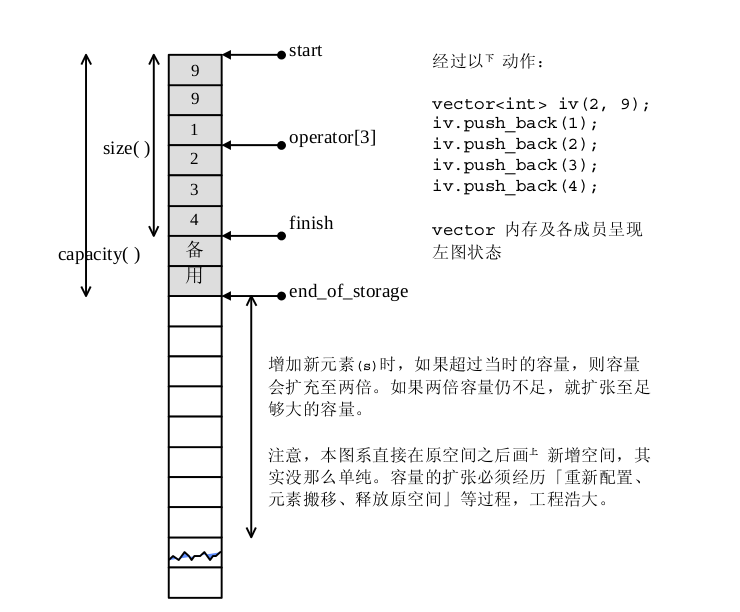 start
经过以下 动作:
9
9
vector<int> iv(2, 9);
iv.push_back(1);
1
operator[3]
iv.push_back(2);
size( )
2
iv.push_back(3);
3
iv.push_back(4);
4
finish
vector 内存及各成员呈现
左图状态
capacity( )
备
用
end_of_storage
增加新元素(s)时，如果超过当时的容量，则容量
会扩充至两倍。如果两倍容量仍不足，就扩张至足
够大的容量。
注意，本图系直接在原空间之后画上 新增空间，其
实没那么单纯。容量的扩张必须经历「重新配置、
元素搬移、释放原空间」等过程，工程浩大。